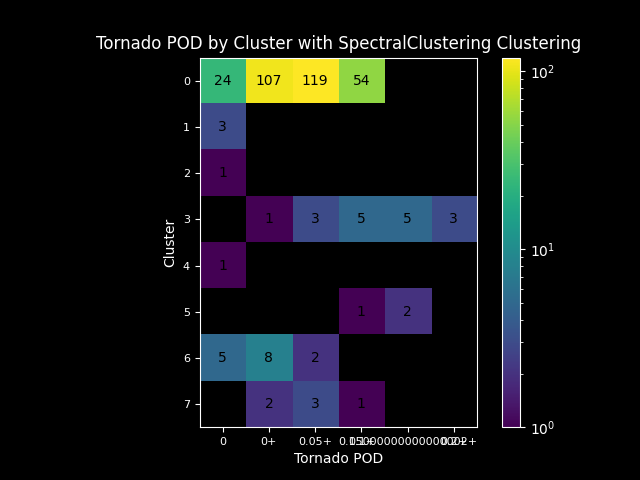 Tornado POD by Cluster with SpectralClustering Clustering
0 24 107 119 54
1 3
2 1
3 1 3 5 5 3
4 1
5 1 2
6 5 8 2
7 2 3 1
0 0+ 0.05+
Tornado POD
Cluster
10²
10¹
10⁰